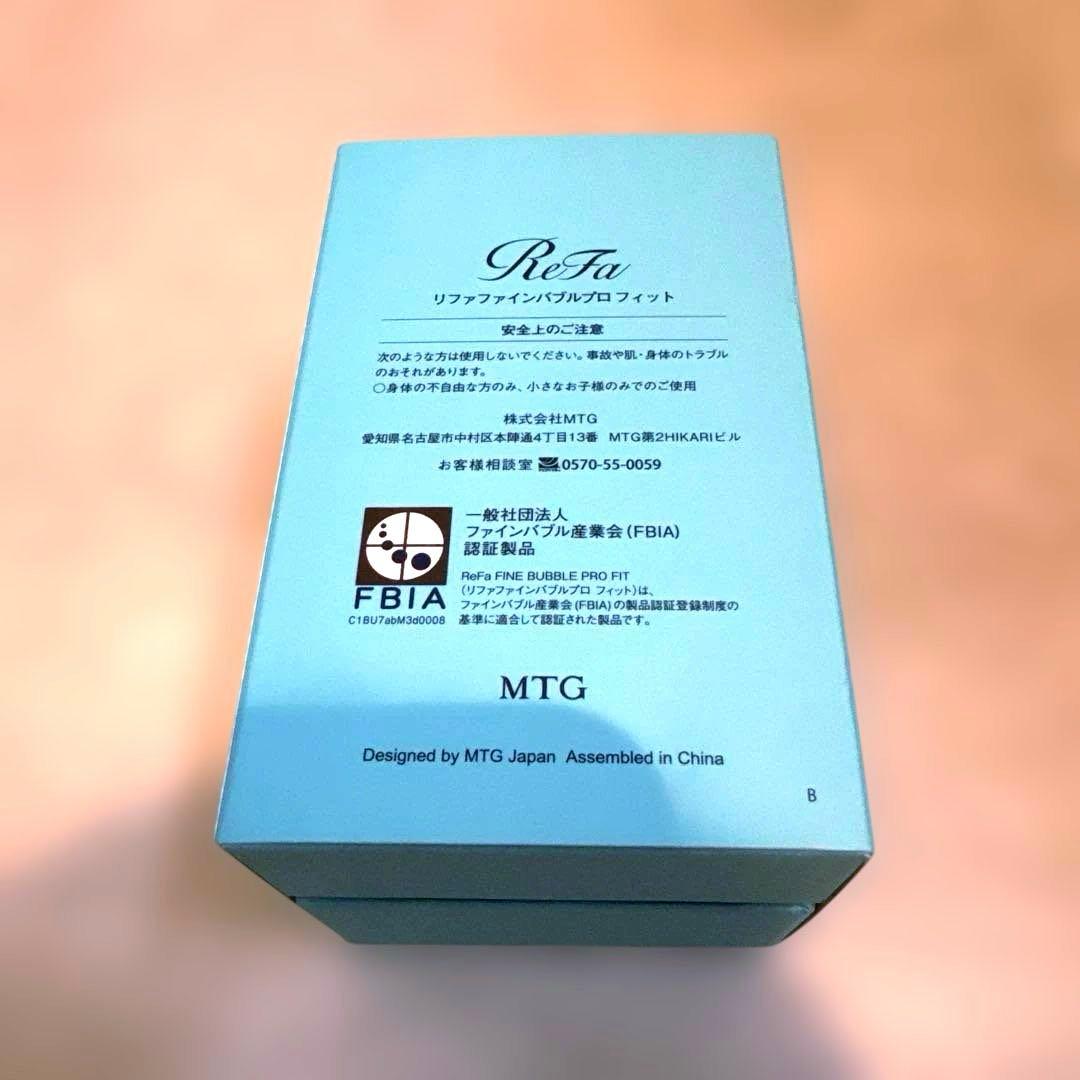 ReFa
リファファインバブルプロ フィット
安全上のご注意
次のような方は使用しないでください。事故や肌・身体のトラブル
のおそれがあります。
○身体の不自由な方のみ、小さなお子様のみでのご使用
株式会社MTG
愛知県名古屋市中村区本陣通4丁目13番 MTG第2HIKARIビル
お客様相談室 0570-55-0059
一般社団法人
ファインバブル産業会(FBIA)
認証製品
ReFa FINE BUBBLE PRO FIT
(リファファインバブルプロ フィット)は、
ファインバブル産業会(FBIA)の製品認証登録制度の
基準に適合して認証された製品です。
FBIA
C1BU7abM3d0008
MTG
Designed by MTG Japan Assembled in China
B